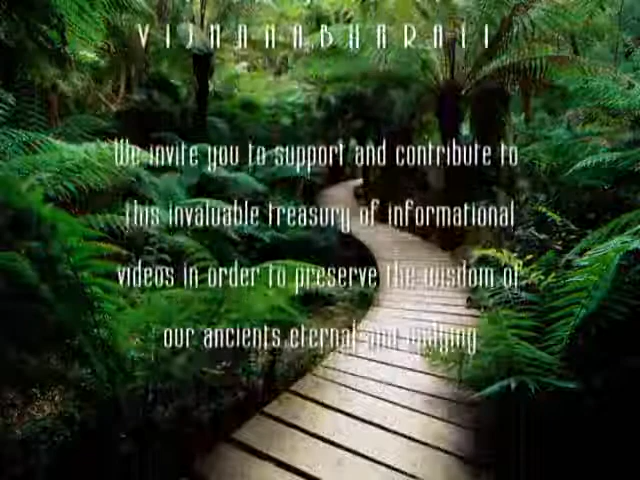 VIJNANABHARATI
We invite you to support and contribute to
this invaluable treasury of informational
videos in order to preserve the wisdom of
our ancients, eternal and undying